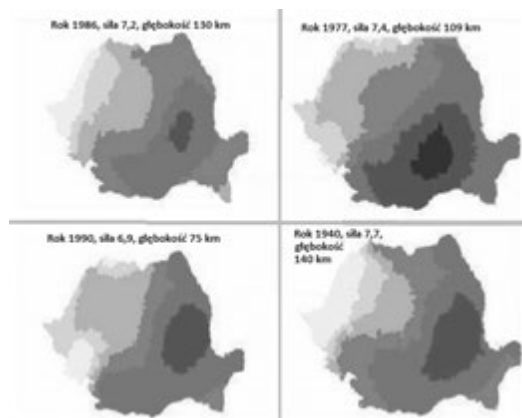 Rok 1986, siła 7,2, głębokość 130 km
Rok 1977, siła 7,4, głębokość 109 km
Rok 1990, siła 6,9, głębokość 75 km
Rok 1940, siła 7,7,
głębokość
140 km